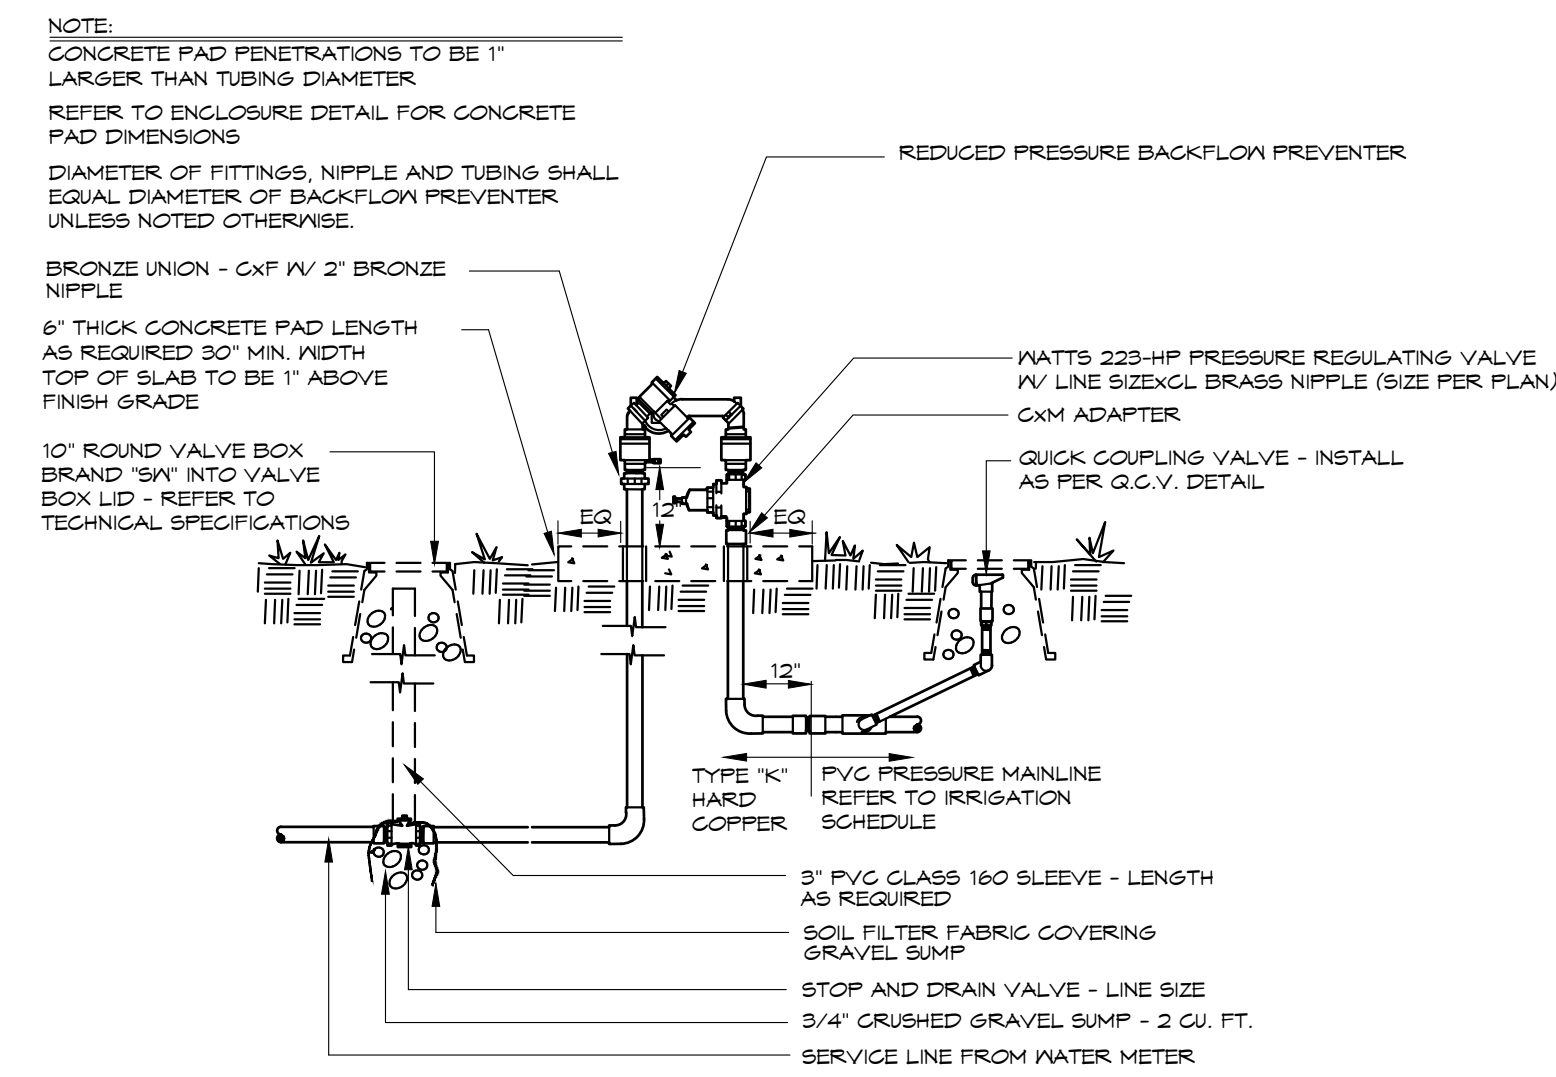 NOTE:
CONCRETE PAD PENETRATIONS TO BE 1"
LARGER THAN TUBING DIAMETER
REFER TO ENCLOSURE DETAIL FOR CONCRETE
PAD DIMENSIONS
DIAMETER OF FITTINGS, NIPPLE AND TUBING SHALL
EQUAL DIAMETER OF BACKFLOW PREVENTER
UNLESS NOTED OTHERWISE.
BRONZE UNION - CxF W/ 2" BRONZE
NIPPLE
6" THICK CONCRETE PAD LENGTH
AS REQUIRED 30" MIN. WIDTH
TOP OF SLAB TO BE 1" ABOVE
FINISH GRADE
10" ROUND VALVE BOX
BRAND "SW" INTO VALVE
BOX LID - REFER TO
TECHNICAL SPECIFICATIONS
REDUCED PRESSURE BACKFLOW PREVENTER
WATTS 223-HP PRESSURE REGULATING VALVE
W/ LINE SIZExCL BRASS NIPPLE (SIZE PER PLAN)
CxM ADAPTER
QUICK COUPLING VALVE - INSTALL
AS PER Q.C.V. DETAIL
EQ
12"
EQ
12"
TYPE "K"
HARD
COPPER
PVC PRESSURE MAINLINE
REFER TO IRRIGATION
SCHEDULE
3" PVC CLASS 160 SLEEVE - LENGTH
AS REQUIRED
SOIL FILTER FABRIC COVERING
GRAVEL SUMP
STOP AND DRAIN VALVE - LINE SIZE
3/4" CRUSHED GRAVEL SUMP - 2 CU. FT.
SERVICE LINE FROM WATER METER